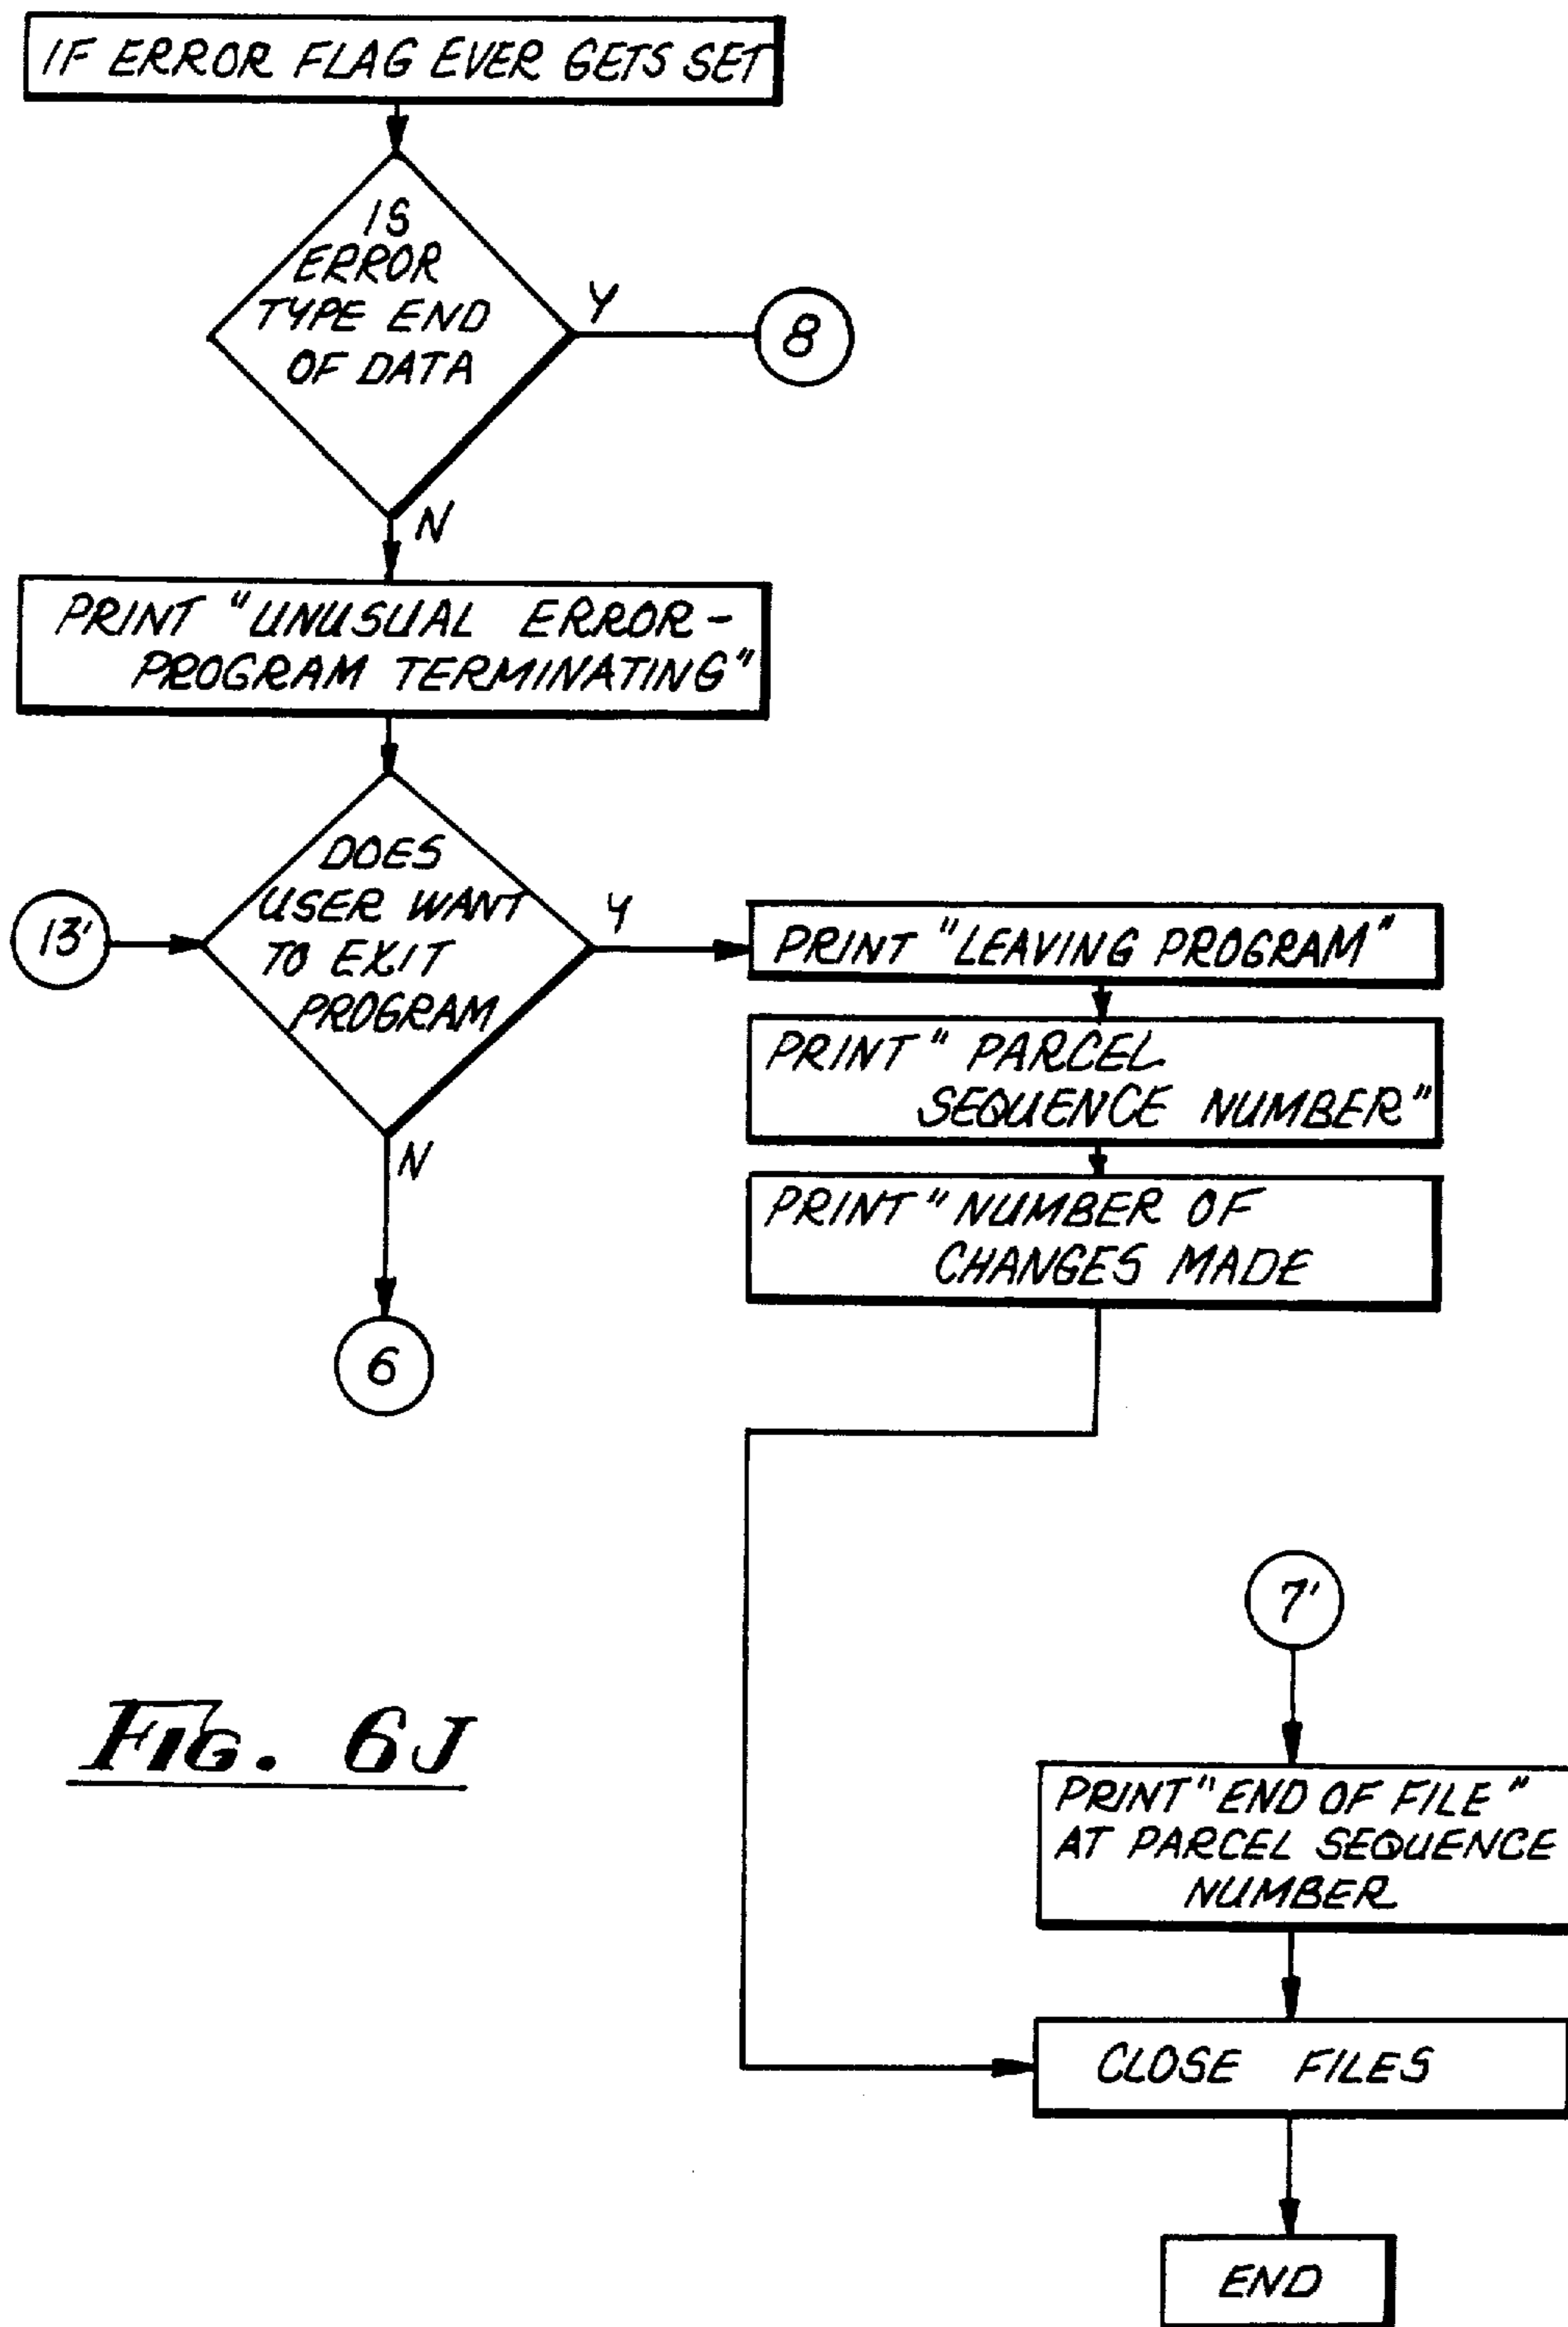 IF ERROR FLAG EVER GETS SET
IS
ERROR
TYPE END
OF DATA
Y
8
N
PRINT "UNUSUAL ERROR-
PROGRAM TERMINATING"
13'
DOES
USER WANT
TO EXIT
PROGRAM
Y
N
6
PRINT "LEAVING PROGRAM"
PRINT " PARCEL
SEQUENCE NUMBER"
PRINT "NUMBER OF
CHANGES MADE
7'
PRINT "END OF FILE"
AT PARCEL SEQUENCE
NUMBER
CLOSE FILES
END
FIG. 6J